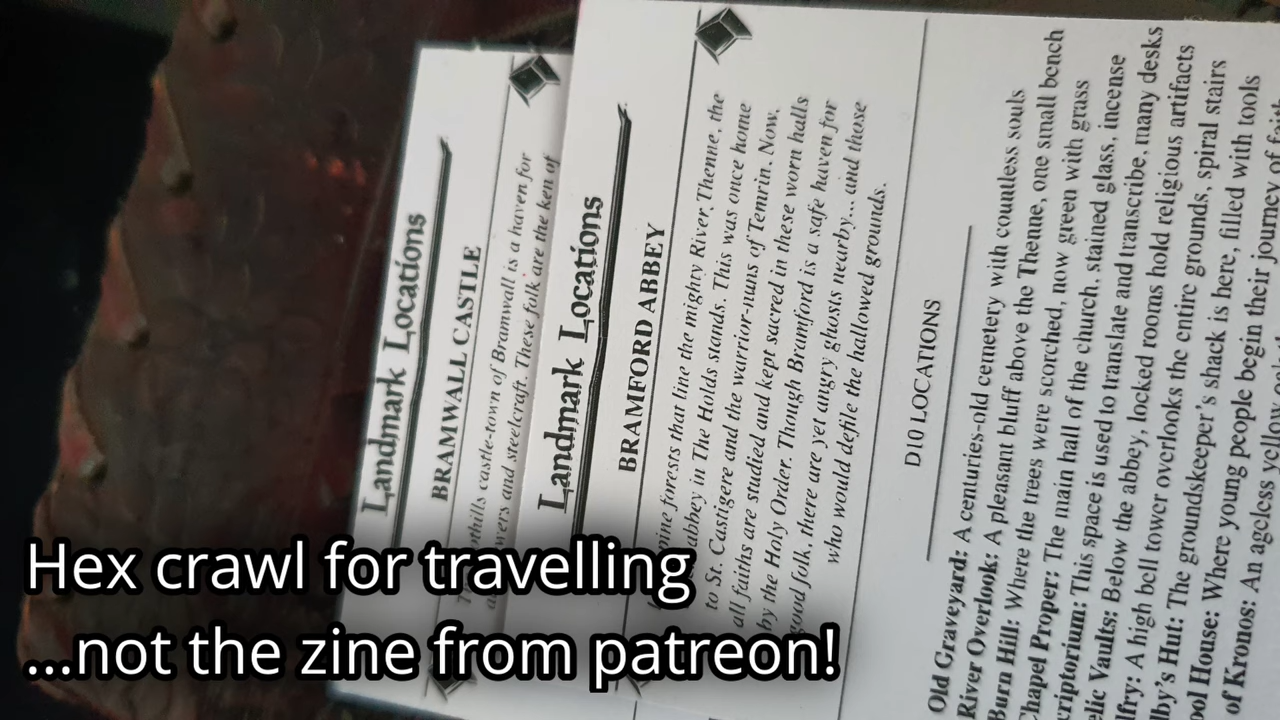 Landmark Locations
BRAMWALL CASTLE
castle-town of Bramwall is a haven for
and steelcraft. These folk are the ken of
Landmark Locations
BRAMFORD ABBEY
pine forests that line the mighty River Thenne, the
abbey in The Holds stands. This was once home
to St. Castigere and the warrior-nuns of Temrin. Now,
all faiths are studied and kept sacred in these worn halls
by the Holy Order. Though Bramford is a safe haven for
good folk, there are yet angry ghosts nearby... and those
who would defile the hallowed grounds.
D10 LOCATIONS
Old Graveyard: A centuries-old cemetery with countless souls
River Overlook: A pleasant bluff above the Thenne, one small bench
Burn Hill: Where the trees were scorched, now green with grass
Chapel Proper: The main hall of the church, stained glass, incense
criptorium: This space is used to translate and transcribe, many desks
elic Vaults: Below the abbey, locked rooms hold religious artifacts
lfry: A high bell tower overlooks the entire grounds, spiral stairs
lby's Hut: The groundskeeper's shack is here, filled with tools
ool House: Where young people begin their journey of
of Kronos: An ageless yellow
Hex crawl for travelling
...not the zine from patreon!